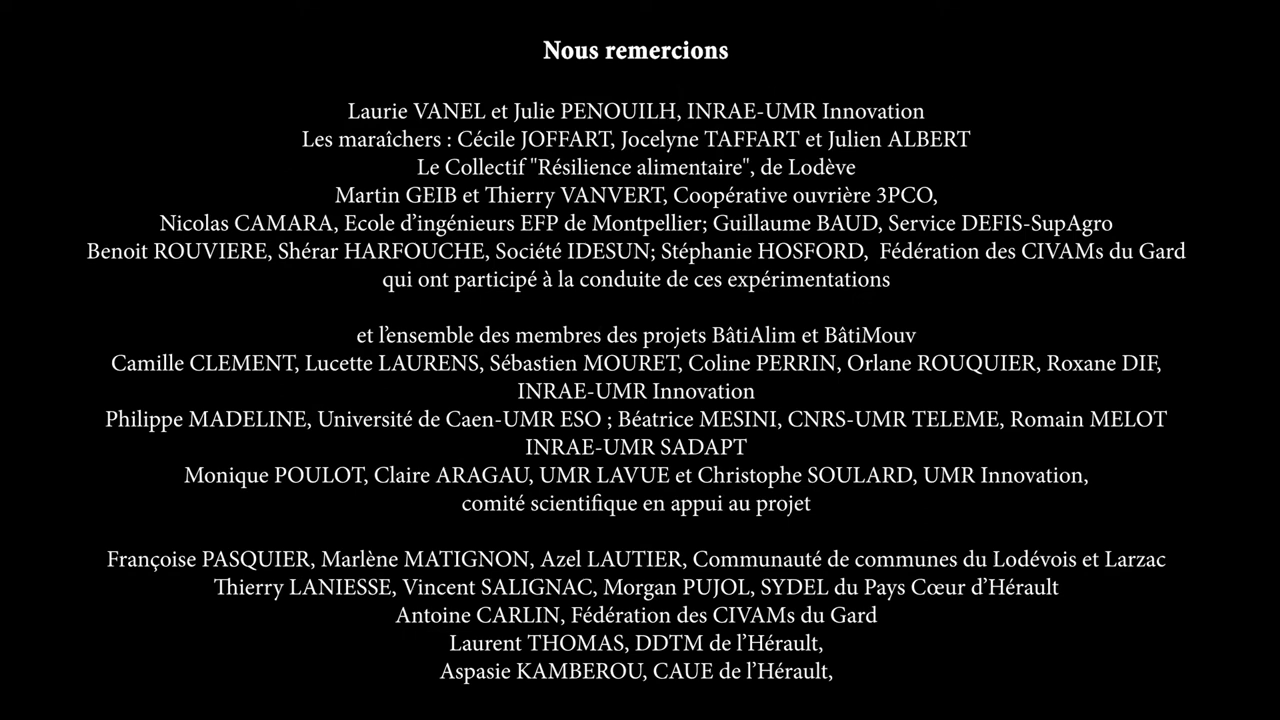 Nous remercions
Laurie VANEL et Julie PENOUILH, INRAE-UMR Innovation
Les maraîchers : Cécile JOFFART, Jocelyne TAFFART et Julien ALBERT
Le Collectif "Résilience alimentaire", de Lodève
Martin GEIB et Thierry VANVERT, Coopérative ouvrière 3PCO,
Nicolas CAMARA, Ecole d’ingénieurs EFP de Montpellier; Guillaume BAUD, Service DEFIS-SupAgro
Benoit ROUVIERE, Shérar HARFOUCHE, Société IDESUN; Stéphanie HOSFORD,  Fédération des CIVAMs du Gard
qui ont participé à la conduite de ces expérimentations
et l’ensemble des membres des projets BâtiAlim et BâtiMouv
Camille CLEMENT, Lucette LAURENS, Sébastien MOURET, Coline PERRIN, Orlane ROUQUIER, Roxane DIF,
INRAE-UMR Innovation
Philippe MADELINE, Université de Caen-UMR ESO ; Béatrice MESINI, CNRS-UMR TELEME, Romain MELOT
INRAE-UMR SADAPT
Monique POULOT, Claire ARAGAU, UMR LAVUE et Christophe SOULARD, UMR Innovation,
comité scientifique en appui au projet
Françoise PASQUIER, Marlène MATIGNON, Azel LAUTIER, Communauté de communes du Lodévois et Larzac
Thierry LANIESSE, Vincent SALIGNAC, Morgan PUJOL, SYDEL du Pays Cœur d’Hérault
Antoine CARLIN, Fédération des CIVAMs du Gard
Laurent THOMAS, DDTM de l’Hérault,
Aspasie KAMBEROU, CAUE de l’Hérault,